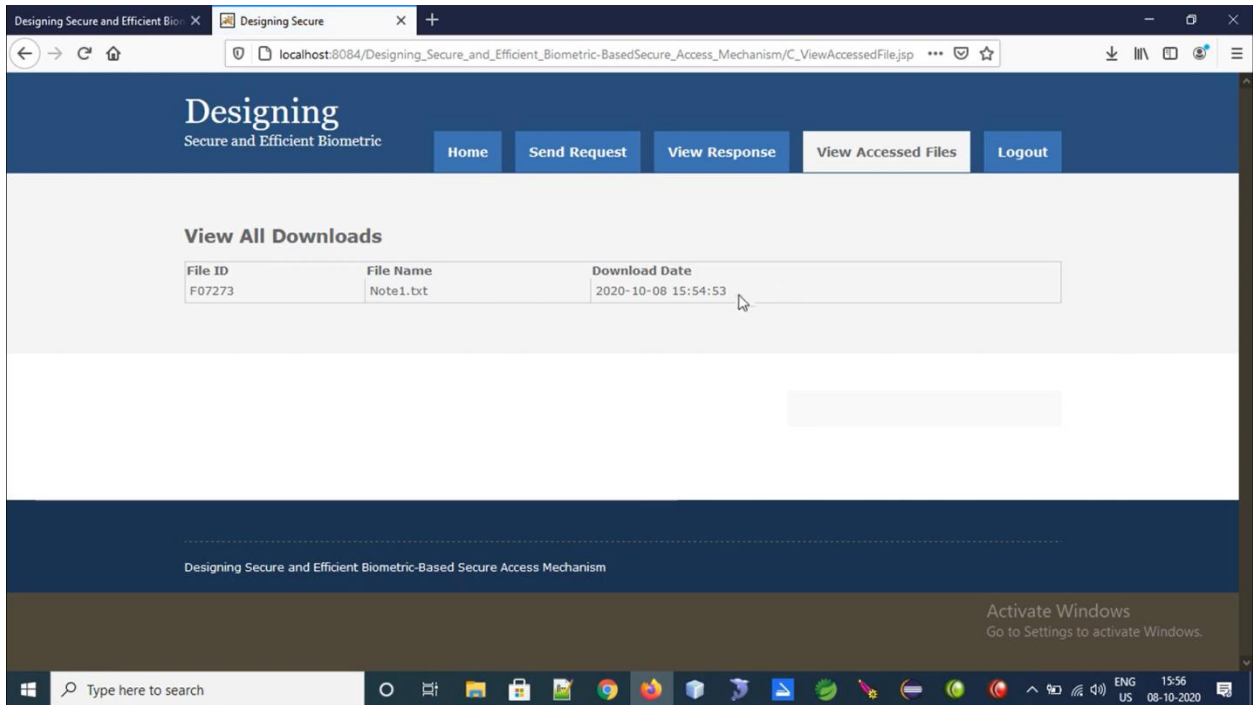 Designing Secure and Efficient Bion
Designing Secure
localhost:8084/Designing_Secure_and_Efficient_Biometric-BasedSecure_Access_Mechanism/C_ViewAccessedFile.jsp
Designing
Secure and Efficient Biometric
Home Send Request View Response View Accessed Files Logout
View All Downloads
File ID File Name Download Date
F07273 Note1.txt 2020-10-08 15:54:53
Designing Secure and Efficient Biometric-Based Secure Access Mechanism
Activate Windows
Go to Settings to activate Windows.
Type here to search
ENG 15:56
US 08-10-2020